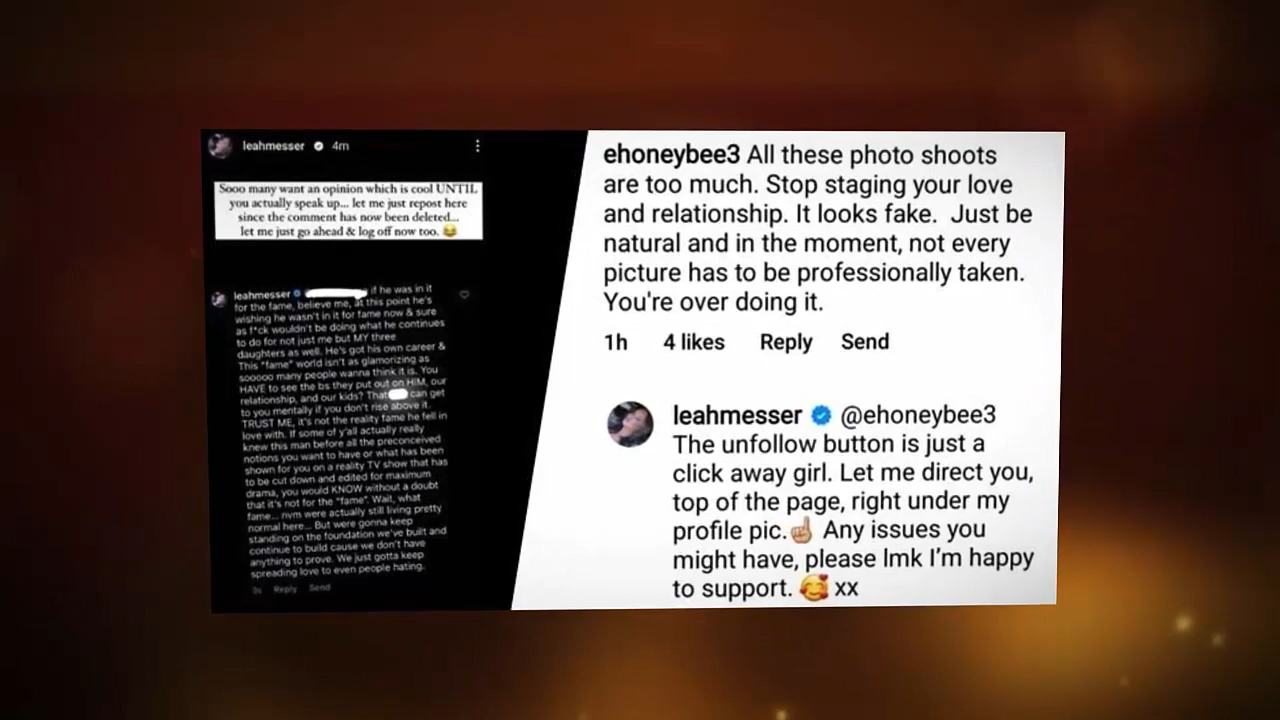 leahmesser 4m
Sooo many want an opinion which is cool UNTIL
you actually speak up... let me just repost here
since the comment has now been deleted...
let me just go ahead & log off now too. 😂
leahmesser if he was in it
for the fame, believe me, at this point he's
wishing he wasn't in it for fame now & sure
as f*ck wouldn't be doing what he continues
to do for not just me but MY three
daughters as well. He's got his own career &
This "fame" world isn't as glamorizing as
sooooo many people wanna think it is. You
HAVE to see the bs they put out on HIM, our
relationship, and our kids? That can get
to you mentally if you don't rise above it.
TRUST ME, it's not the reality fame he fell in
love with. If some of y'all actually really
knew this man before all the preconceived
notions you want to have or what has been
shown for you on a reality TV show that has
to be cut down and edited for maximum
drama, you would KNOW without a doubt
that it's not for the "fame". Wait, what
fame... nvm were actually still living pretty
normal here... But were gonna keep
standing on the foundation we've built and
continue to build cause we don't have
anything to prove. We just gotta keep
spreading love to even people hating.
3s Reply Send
ehoneybee3 All these photo shoots
are too much. Stop staging your love
and relationship. It looks fake. Just be
natural and in the moment, not every
picture has to be professionally taken.
You're over doing it.
1h 4 likes Reply Send
leahmesser @ehoneybee3
The unfollow button is just a
click away girl. Let me direct you,
top of the page, right under my
profile pic.☝🏼 Any issues you
might have, please lmk I'm happy
to support. 🥰 xx